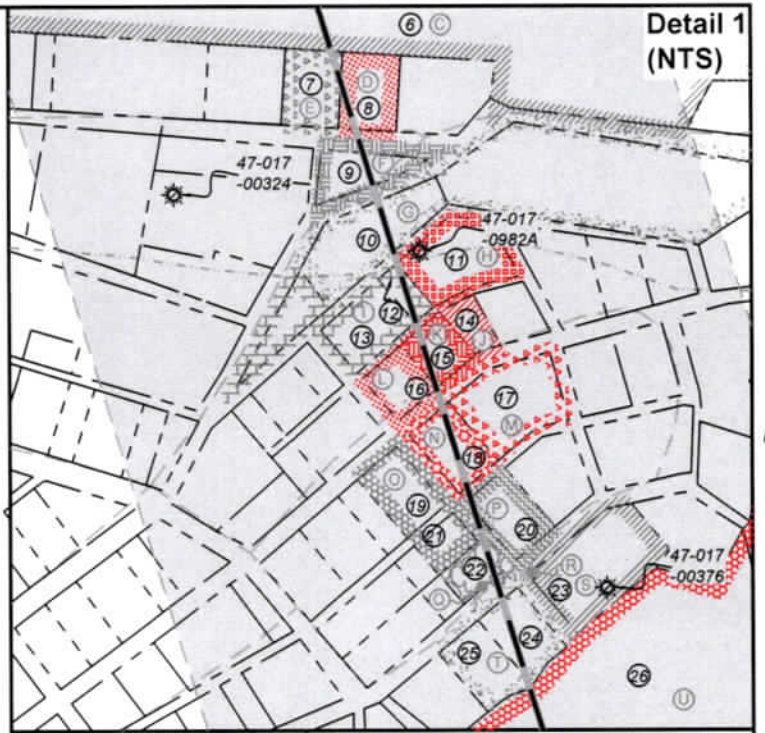 Detail 1
(NTS)
6 C
7
E
D
8
47-017
-00324
9 F
G
10
47-017
-0982A
11 H
12
I
13
14
K
J
15
L
16
17
M
N
18
O
19
P
20
21
22
R
S
23
47-017
-00376
24
25
T
26
U